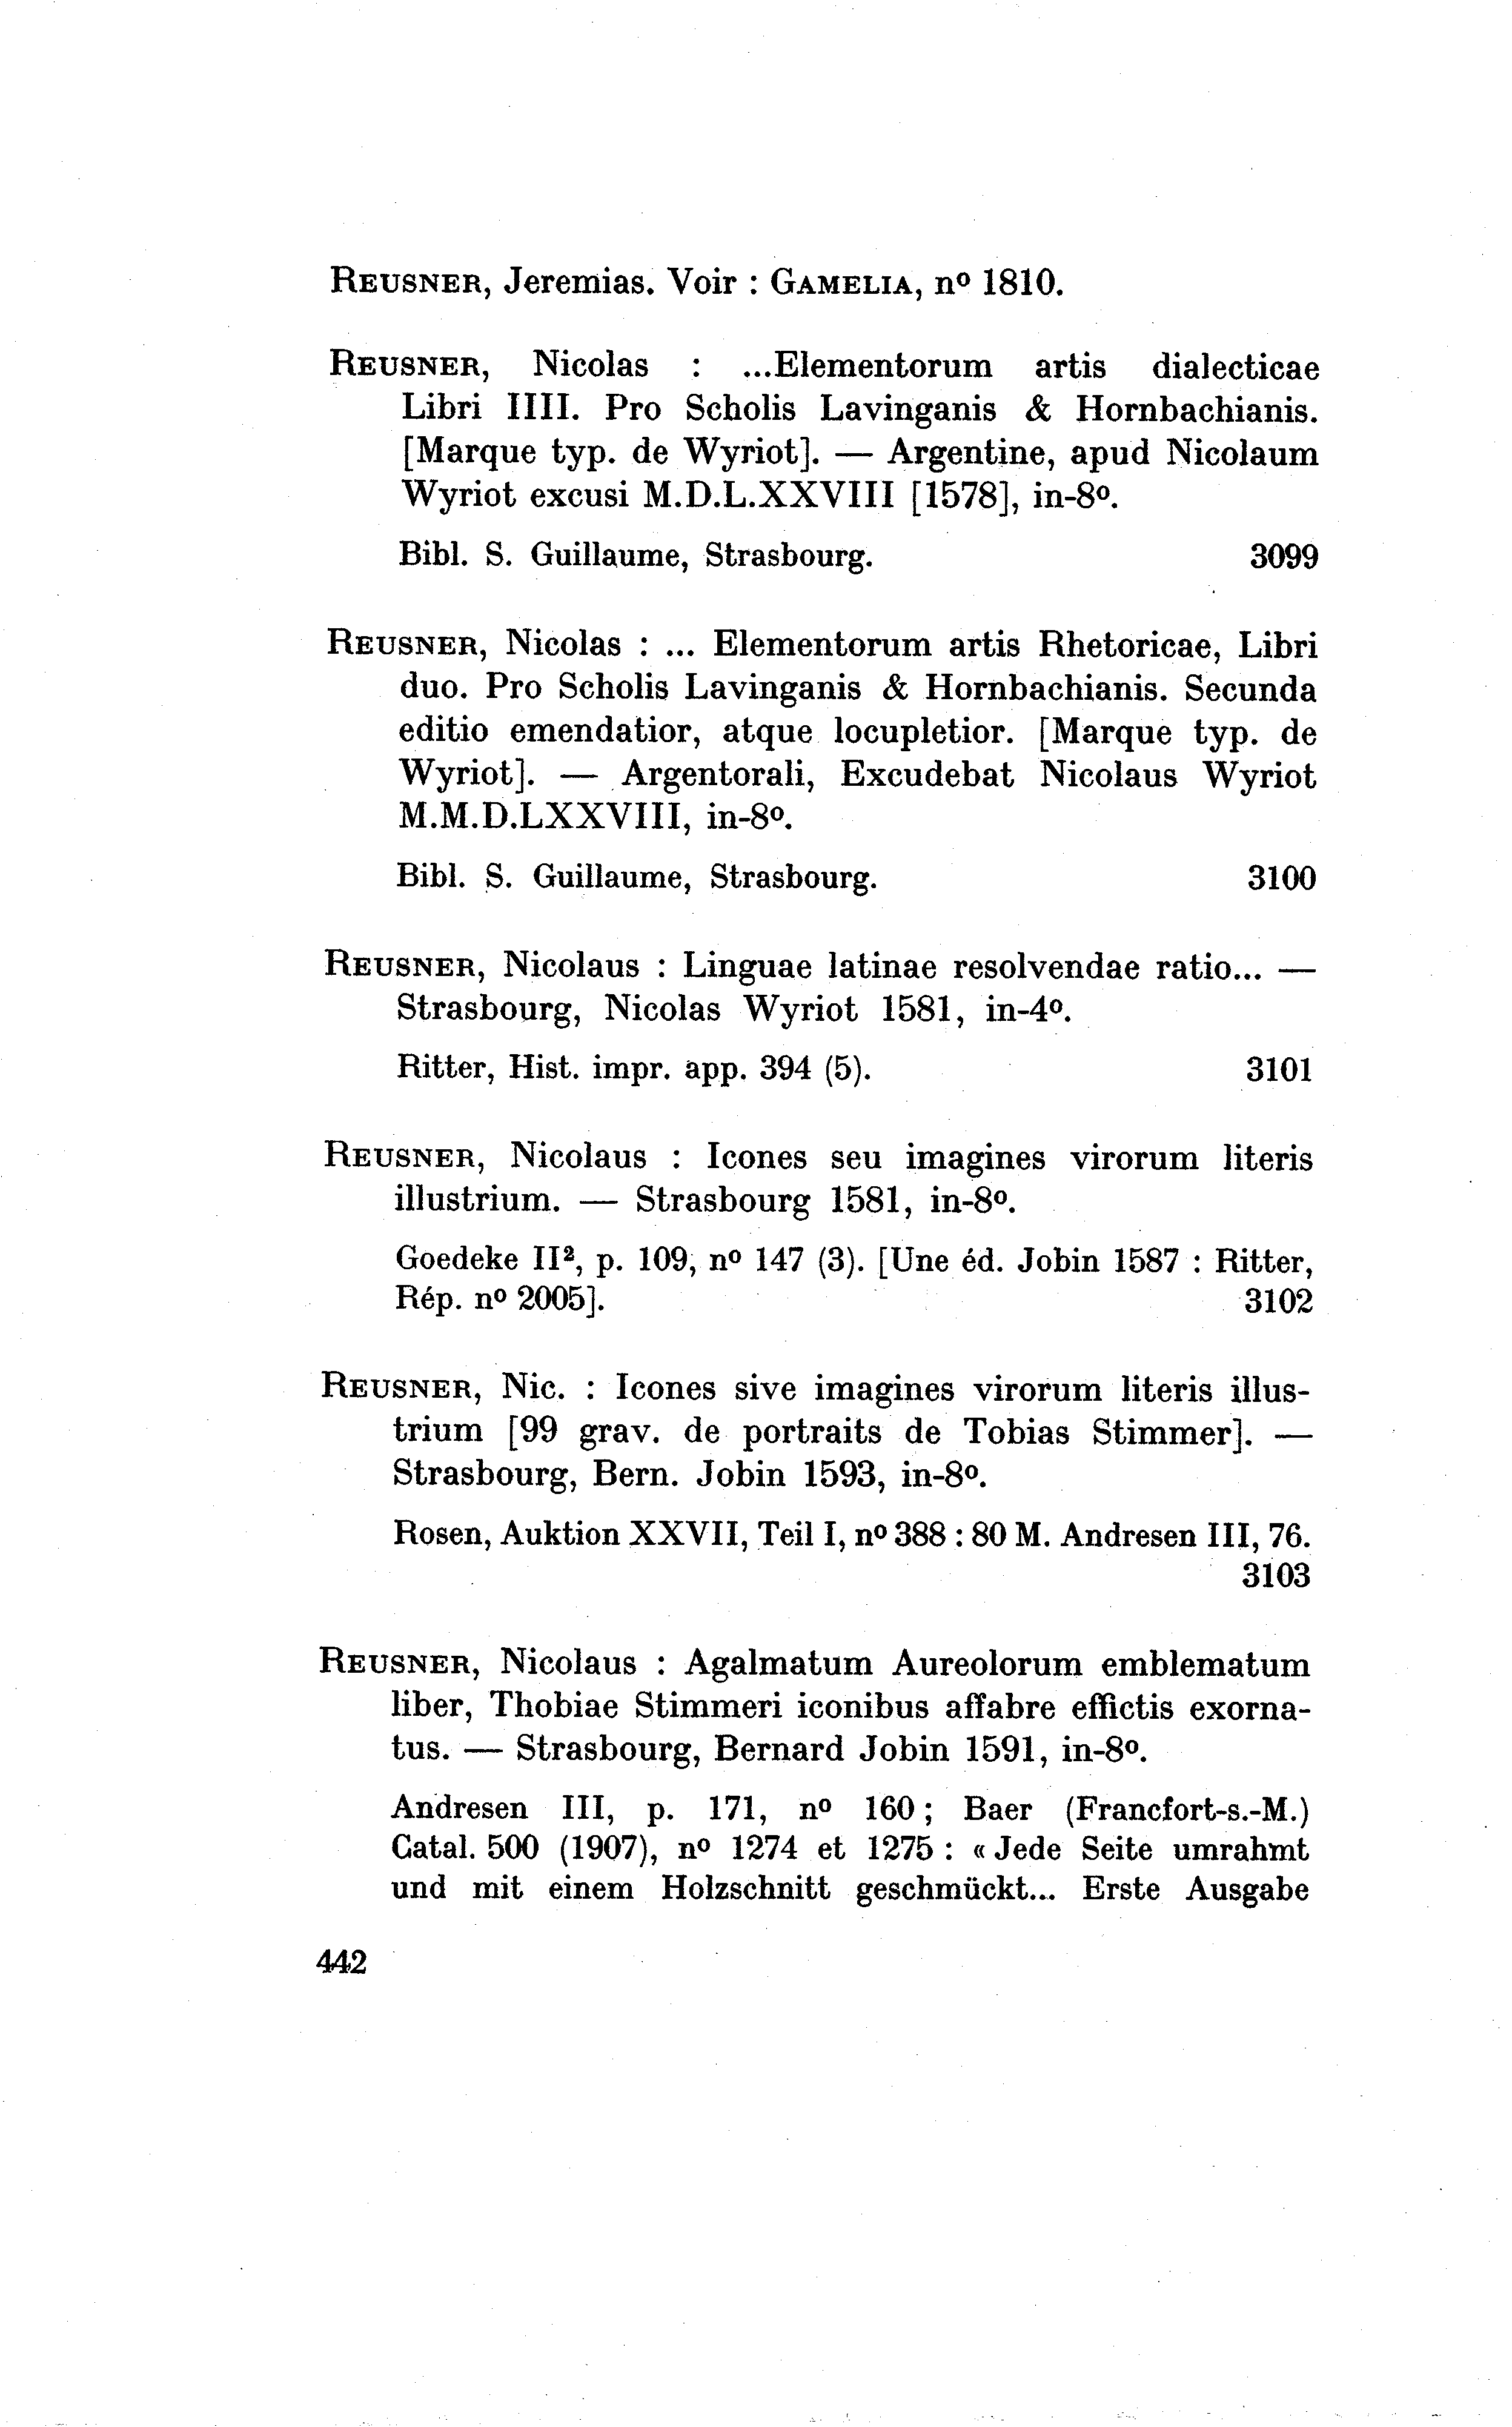 REUSNER, Jeremias. Voir : GAMELIA, nº 1810.
REUSNER, Nicolas : ...Elementorum artis dialecticae
Libri IIII. Pro Scholis Lavinganis & Hornbachianis.
[Marque typ. de Wyriot]. — Argentine, apud Nicolaum
Wyriot excusi M.D.L.XXVIII [1578], in-8º.
Bibl. S. Guillaume, Strasbourg. 3099
REUSNER, Nicolas : ... Elementorum artis Rhetoricae, Libri
duo. Pro Scholis Lavinganis & Hornbachianis. Secunda
editio emendatior, atque locupletior. [Marque typ. de
Wyriot]. — Argentorali, Excudebat Nicolaus Wyriot
M.M.D.LXXVIII, in-8º.
Bibl. S. Guillaume, Strasbourg. 3100
REUSNER, Nicolaus : Linguae latinae resolvendae ratio... —
Strasbourg, Nicolas Wyriot 1581, in-4º.
Ritter, Hist. impr. app. 394 (5). 3101
REUSNER, Nicolaus : Icones seu imagines virorum literis
illustrium. — Strasbourg 1581, in-8º.
Goedeke II², p. 109, nº 147 (3). [Une éd. Jobin 1587 : Ritter,
Rép. nº 2005]. 3102
REUSNER, Nic. : Icones sive imagines virorum literis illus-
trium [99 grav. de portraits de Tobias Stimmer]. —
Strasbourg, Bern. Jobin 1593, in-8º.
Rosen, Auktion XXVII, Teil I, nº 388 : 80 M. Andresen III, 76.
3103
REUSNER, Nicolaus : Agalmatum Aureolorum emblematum
liber, Thobiae Stimmeri iconibus affabre effictis exorna-
tus. — Strasbourg, Bernard Jobin 1591, in-8º.
Andresen III, p. 171, nº 160 ; Baer (Francfort-s.-M.)
Catal. 500 (1907), nº 1274 et 1275 : « Jede Seite umrahmt
und mit einem Holzschnitt geschmückt... Erste Ausgabe
442